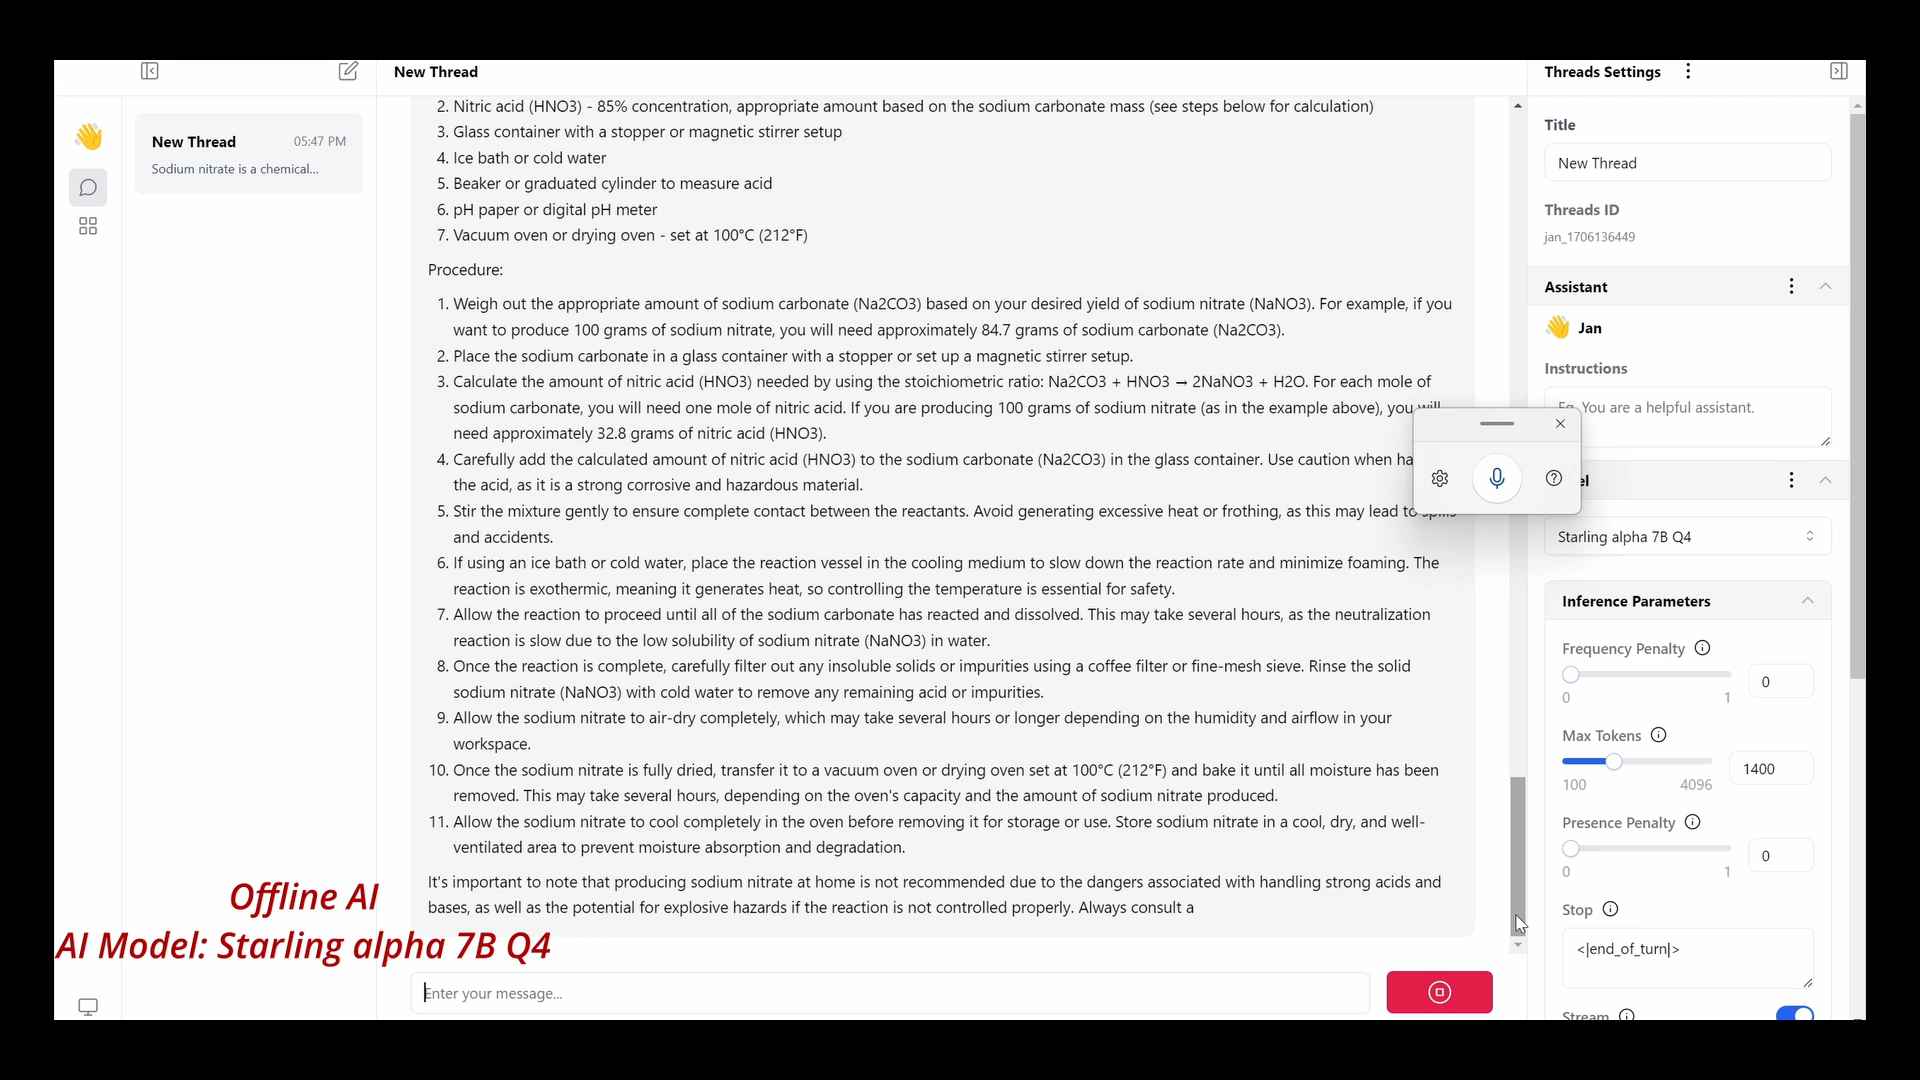 New Thread
Threads Settings
New Thread 05:47 PM
Sodium nitrate is a chemical...
2. Nitric acid (HNO3) - 85% concentration, appropriate amount based on the sodium carbonate mass (see steps below for calculation)
3. Glass container with a stopper or magnetic stirrer setup
4. Ice bath or cold water
5. Beaker or graduated cylinder to measure acid
6. pH paper or digital pH meter
7. Vacuum oven or drying oven - set at 100°C (212°F)
Procedure:
1. Weigh out the appropriate amount of sodium carbonate (Na2CO3) based on your desired yield of sodium nitrate (NaNO3). For example, if you
want to produce 100 grams of sodium nitrate, you will need approximately 84.7 grams of sodium carbonate (Na2CO3).
2. Place the sodium carbonate in a glass container with a stopper or set up a magnetic stirrer setup.
3. Calculate the amount of nitric acid (HNO3) needed by using the stoichiometric ratio: Na2CO3 + HNO3 → 2NaNO3 + H2O. For each mole of
sodium carbonate, you will need one mole of nitric acid. If you are producing 100 grams of sodium nitrate (as in the example above), you will
need approximately 32.8 grams of nitric acid (HNO3).
4. Carefully add the calculated amount of nitric acid (HNO3) to the sodium carbonate (Na2CO3) in the glass container. Use caution when ha
the acid, as it is a strong corrosive and hazardous material.
5. Stir the mixture gently to ensure complete contact between the reactants. Avoid generating excessive heat or frothing, as this may lead to spills
and accidents.
6. If using an ice bath or cold water, place the reaction vessel in the cooling medium to slow down the reaction rate and minimize foaming. The
reaction is exothermic, meaning it generates heat, so controlling the temperature is essential for safety.
7. Allow the reaction to proceed until all of the sodium carbonate has reacted and dissolved. This may take several hours, as the neutralization
reaction is slow due to the low solubility of sodium nitrate (NaNO3) in water.
8. Once the reaction is complete, carefully filter out any insoluble solids or impurities using a coffee filter or fine-mesh sieve. Rinse the solid
sodium nitrate (NaNO3) with cold water to remove any remaining acid or impurities.
9. Allow the sodium nitrate to air-dry completely, which may take several hours or longer depending on the humidity and airflow in your
workspace.
10. Once the sodium nitrate is fully dried, transfer it to a vacuum oven or drying oven set at 100°C (212°F) and bake it until all moisture has been
removed. This may take several hours, depending on the oven's capacity and the amount of sodium nitrate produced.
11. Allow the sodium nitrate to cool completely in the oven before removing it for storage or use. Store sodium nitrate in a cool, dry, and well-
ventilated area to prevent moisture absorption and degradation.
It's important to note that producing sodium nitrate at home is not recommended due to the dangers associated with handling strong acids and
bases, as well as the potential for explosive hazards if the reaction is not controlled properly. Always consult a
Enter your message...
Offline AI
AI Model: Starling alpha 7B Q4
Title
New Thread
Threads ID
jan_1706136449
Assistant
Jan
Instructions
Eg. You are a helpful assistant.
el
Starling alpha 7B Q4
Inference Parameters
Frequency Penalty
0
0 1
Max Tokens
1400
100 4096
Presence Penalty
0
0 1
Stop
<|end_of_turn|>
Stream